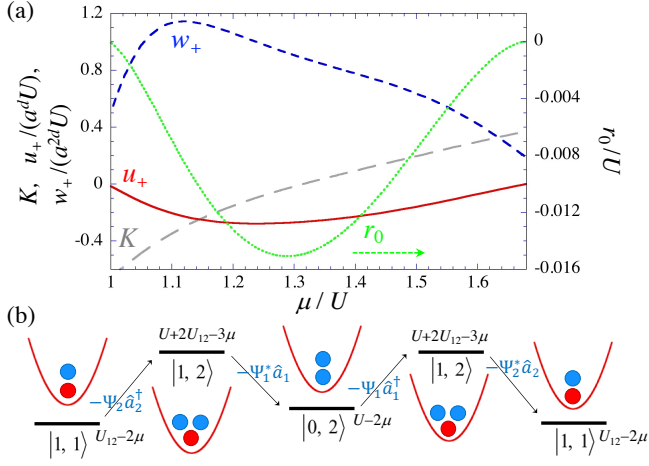 (a)
K, u₊/(aᵈU),
w₊/(a²ᵈU)
1.2
0.8
0.4
0
-0.4
w₊
u₊
K
r₀
0
-0.004
-0.008
-0.012
-0.016
r₀/U
1 1.1 1.2 1.3 1.4 1.5 1.6
μ/U
(b)
U+2U₁₂−3μ
|1, 2⟩
U+2U₁₂−3μ
|1, 2⟩
−Ψ₂â₂†
−Ψ₁*â₁
−Ψ₁â₁†
−Ψ₂*â₂
|1, 1⟩ U₁₂−2μ
|0, 2⟩ U−2μ
|1, 1⟩ U₁₂−2μ